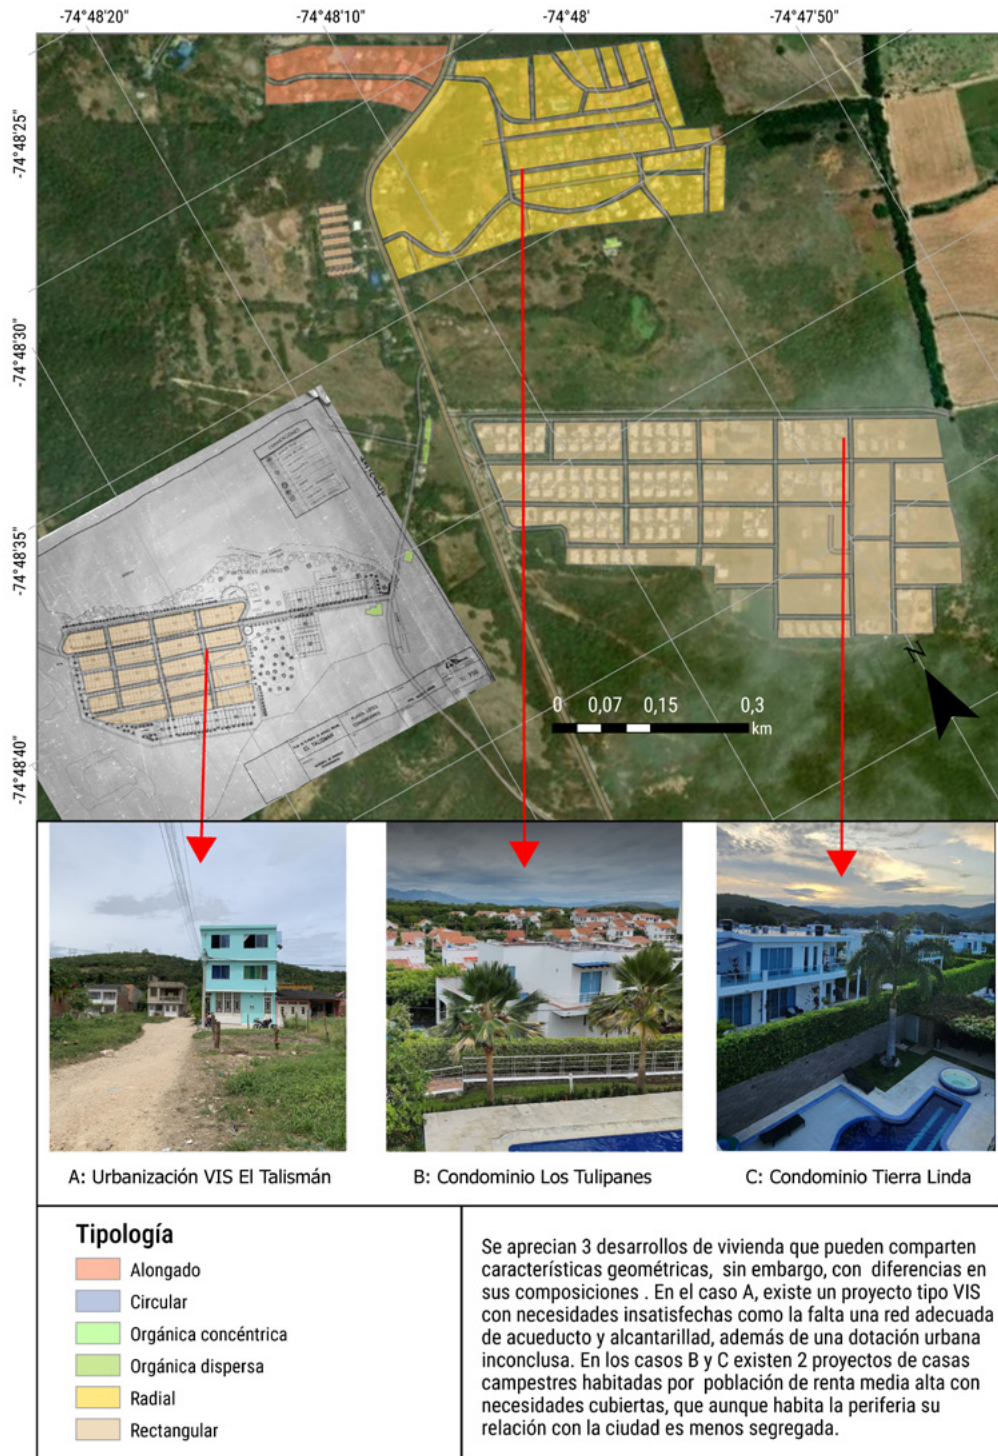 -74°48'20"
-74°48'10"
-74°48'
-74°47'50"
-74°48'25"
-74°48'30"
-74°48'35"
-74°48'40"
EL TALISMAN
N
0 0,07 0,15 0,3
km
A: Urbanización VIS El Talismán
B: Condominio Los Tulipanes
C: Condominio Tierra Linda
Tipología
Alongado
Circular
Orgánica concéntrica
Orgánica dispersa
Radial
Rectangular
Se aprecian 3 desarrollos de vivienda que pueden comparten
características geométricas, sin embargo, con diferencias en
sus composiciones . En el caso A, existe un proyecto tipo VIS
con necesidades insatisfechas como la falta una red adecuada
de acueducto y alcantarillad, además de una dotación urbana
inconclusa. En los casos B y C existen 2 proyectos de casas
campestres habitadas por población de renta media alta con
necesidades cubiertas, que aunque habita la periferia su
relación con la ciudad es menos segregada.